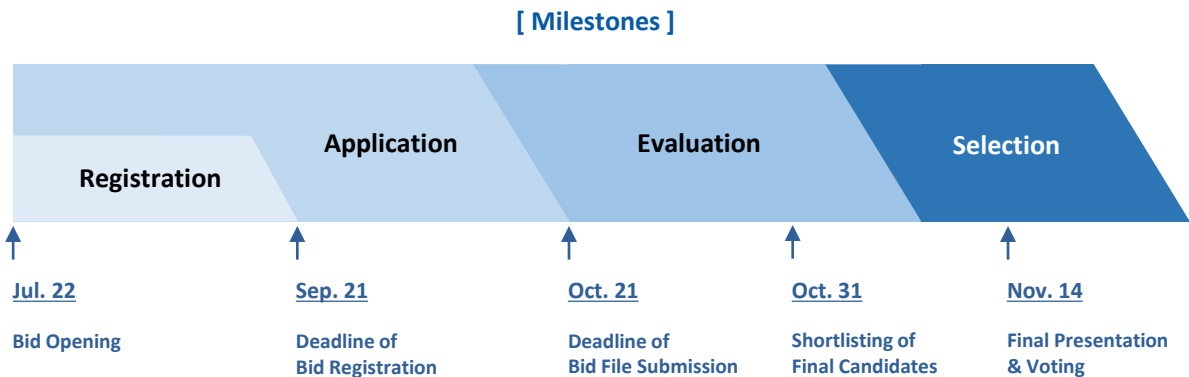 [ Milestones ]
Registration
Application
Evaluation
Selection
Jul. 22
Bid Opening
Sep. 21
Deadline of
Bid Registration
Oct. 21
Deadline of
Bid File Submission
Oct. 31
Shortlisting of
Final Candidates
Nov. 14
Final Presentation
& Voting